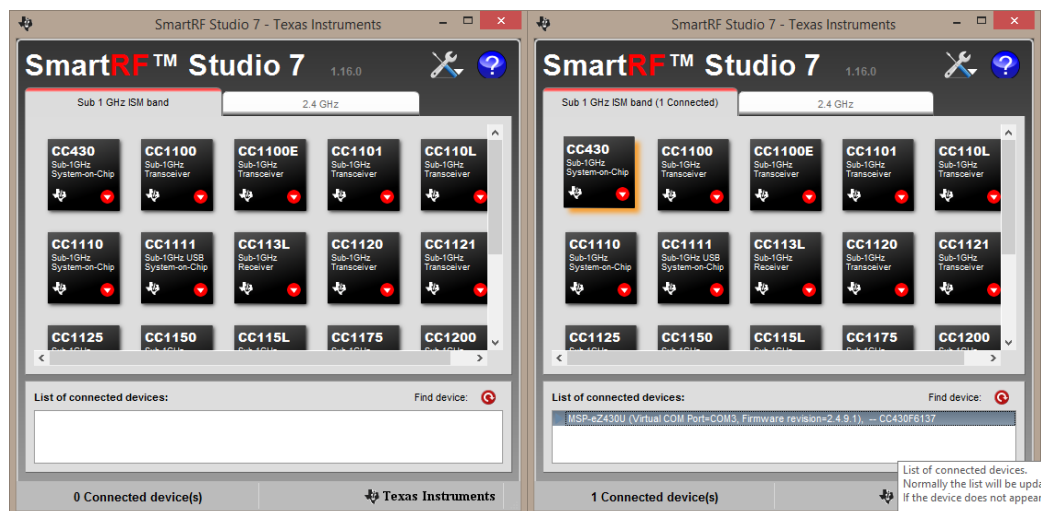 SmartRF Studio 7 - Texas Instruments
SmartRF™ Studio 7 1.16.0
Sub 1 GHz ISM band 2.4 GHz
CC430 CC1100 CC1100E CC1101 CC110L
Sub-1GHz Sub-1GHz Sub-1GHz Sub-1GHz Sub-1GHz
System-on-Chip Transceiver Transceiver Transceiver Transceiver
CC1110 CC1111 CC113L CC1120 CC1121
Sub-1GHz Sub-1GHz USB Sub-1GHz Sub-1GHz Sub-1GHz
System-on-Chip System-on-Chip Receiver Transceiver Transceiver
CC1125 CC1150 CC115L CC1175 CC1200
List of connected devices: Find device:
0 Connected device(s) Texas Instruments
SmartRF Studio 7 - Texas Instruments
SmartRF™ Studio 7 1.16.0
Sub 1 GHz ISM band (1 Connected) 2.4 GHz
CC430 CC1100 CC1100E CC1101 CC110L
Sub-1GHz Sub-1GHz Sub-1GHz Sub-1GHz Sub-1GHz
System-on-Chip Transceiver Transceiver Transceiver Transceiver
CC1110 CC1111 CC113L CC1120 CC1121
Sub-1GHz Sub-1GHz USB Sub-1GHz Sub-1GHz Sub-1GHz
System-on-Chip System-on-Chip Receiver Transceiver Transceiver
CC1125 CC1150 CC115L CC1175 CC1200
List of connected devices: Find device:
MSP-eZ430U (Virtual COM Port=COM3, Firmware revision=2.4.9.1), -- CC430F6137
List of connected devices.
Normally the list will be upda
If the device does not appear
1 Connected device(s)